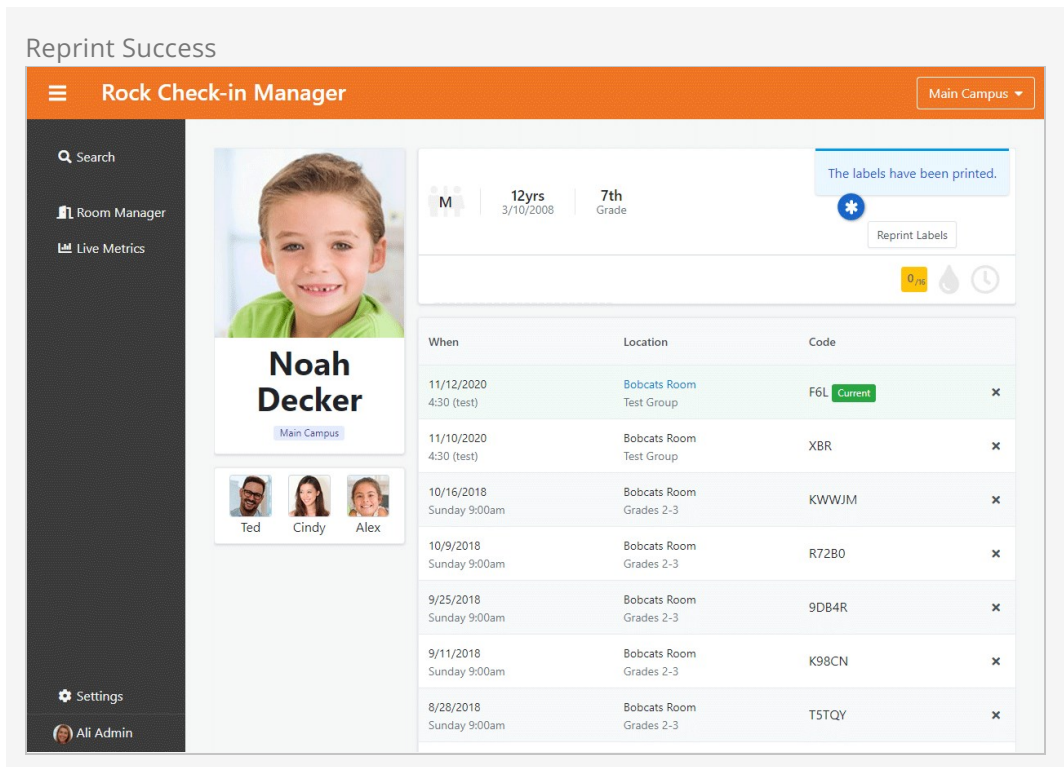 Reprint Success
Rock Check-in Manager
Main Campus
Search
Room Manager
Live Metrics
Settings
Ali Admin
Noah
Decker
Main Campus
Ted Cindy Alex
M
12yrs
3/10/2008
7th
Grade
The labels have been printed.
Reprint Labels
0/16
When Location Code
11/12/2020 Bobcats Room F6L Current
4:30 (test) Test Group
11/10/2020 Bobcats Room XBR
4:30 (test) Test Group
10/16/2018 Bobcats Room KWWJM
Sunday 9:00am Grades 2-3
10/9/2018 Bobcats Room R72B0
Sunday 9:00am Grades 2-3
9/25/2018 Bobcats Room 9DB4R
Sunday 9:00am Grades 2-3
9/11/2018 Bobcats Room K98CN
Sunday 9:00am Grades 2-3
8/28/2018 Bobcats Room T5TQY
Sunday 9:00am Grades 2-3